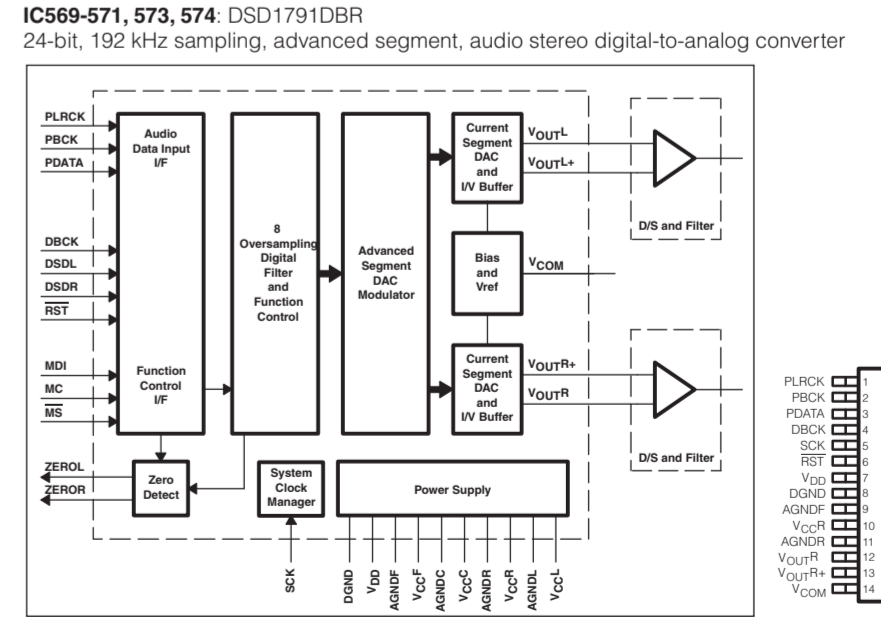 IC569-571, 573, 574: DSD1791DBR
24-bit, 192 kHz sampling, advanced segment, audio stereo digital-to-analog converter
PLRCK
PBCK
PDATA
DBCK
DSDL
DSDR
RST
MDI
MC
MS
ZEROL
ZEROR
Audio
Data Input
I/F
Function
Control
I/F
Zero
Detect
8
Oversampling
Digital
Filter
and
Function
Control
System
Clock
Manager
SCK
Advanced
Segment
DAC
Modulator
Current
Segment
DAC
and
I/V Buffer
Bias
and
Vref
Current
Segment
DAC
and
I/V Buffer
VOUTL
VOUTL+
VCOM
VOUTR+
VOUTR
D/S and Filter
D/S and Filter
Power Supply
DGND
VDD
AGNDF
VCCF
AGNDC
VCCC
AGNDR
VCCR
AGNDL
VCCL
PLRCK 1
PBCK 2
PDATA 3
DBCK 4
SCK 5
RST 6
VDD 7
DGND 8
AGNDF 9
VCCR 10
AGNDR 11
VOUTR 12
VOUTR+ 13
VCOM 14